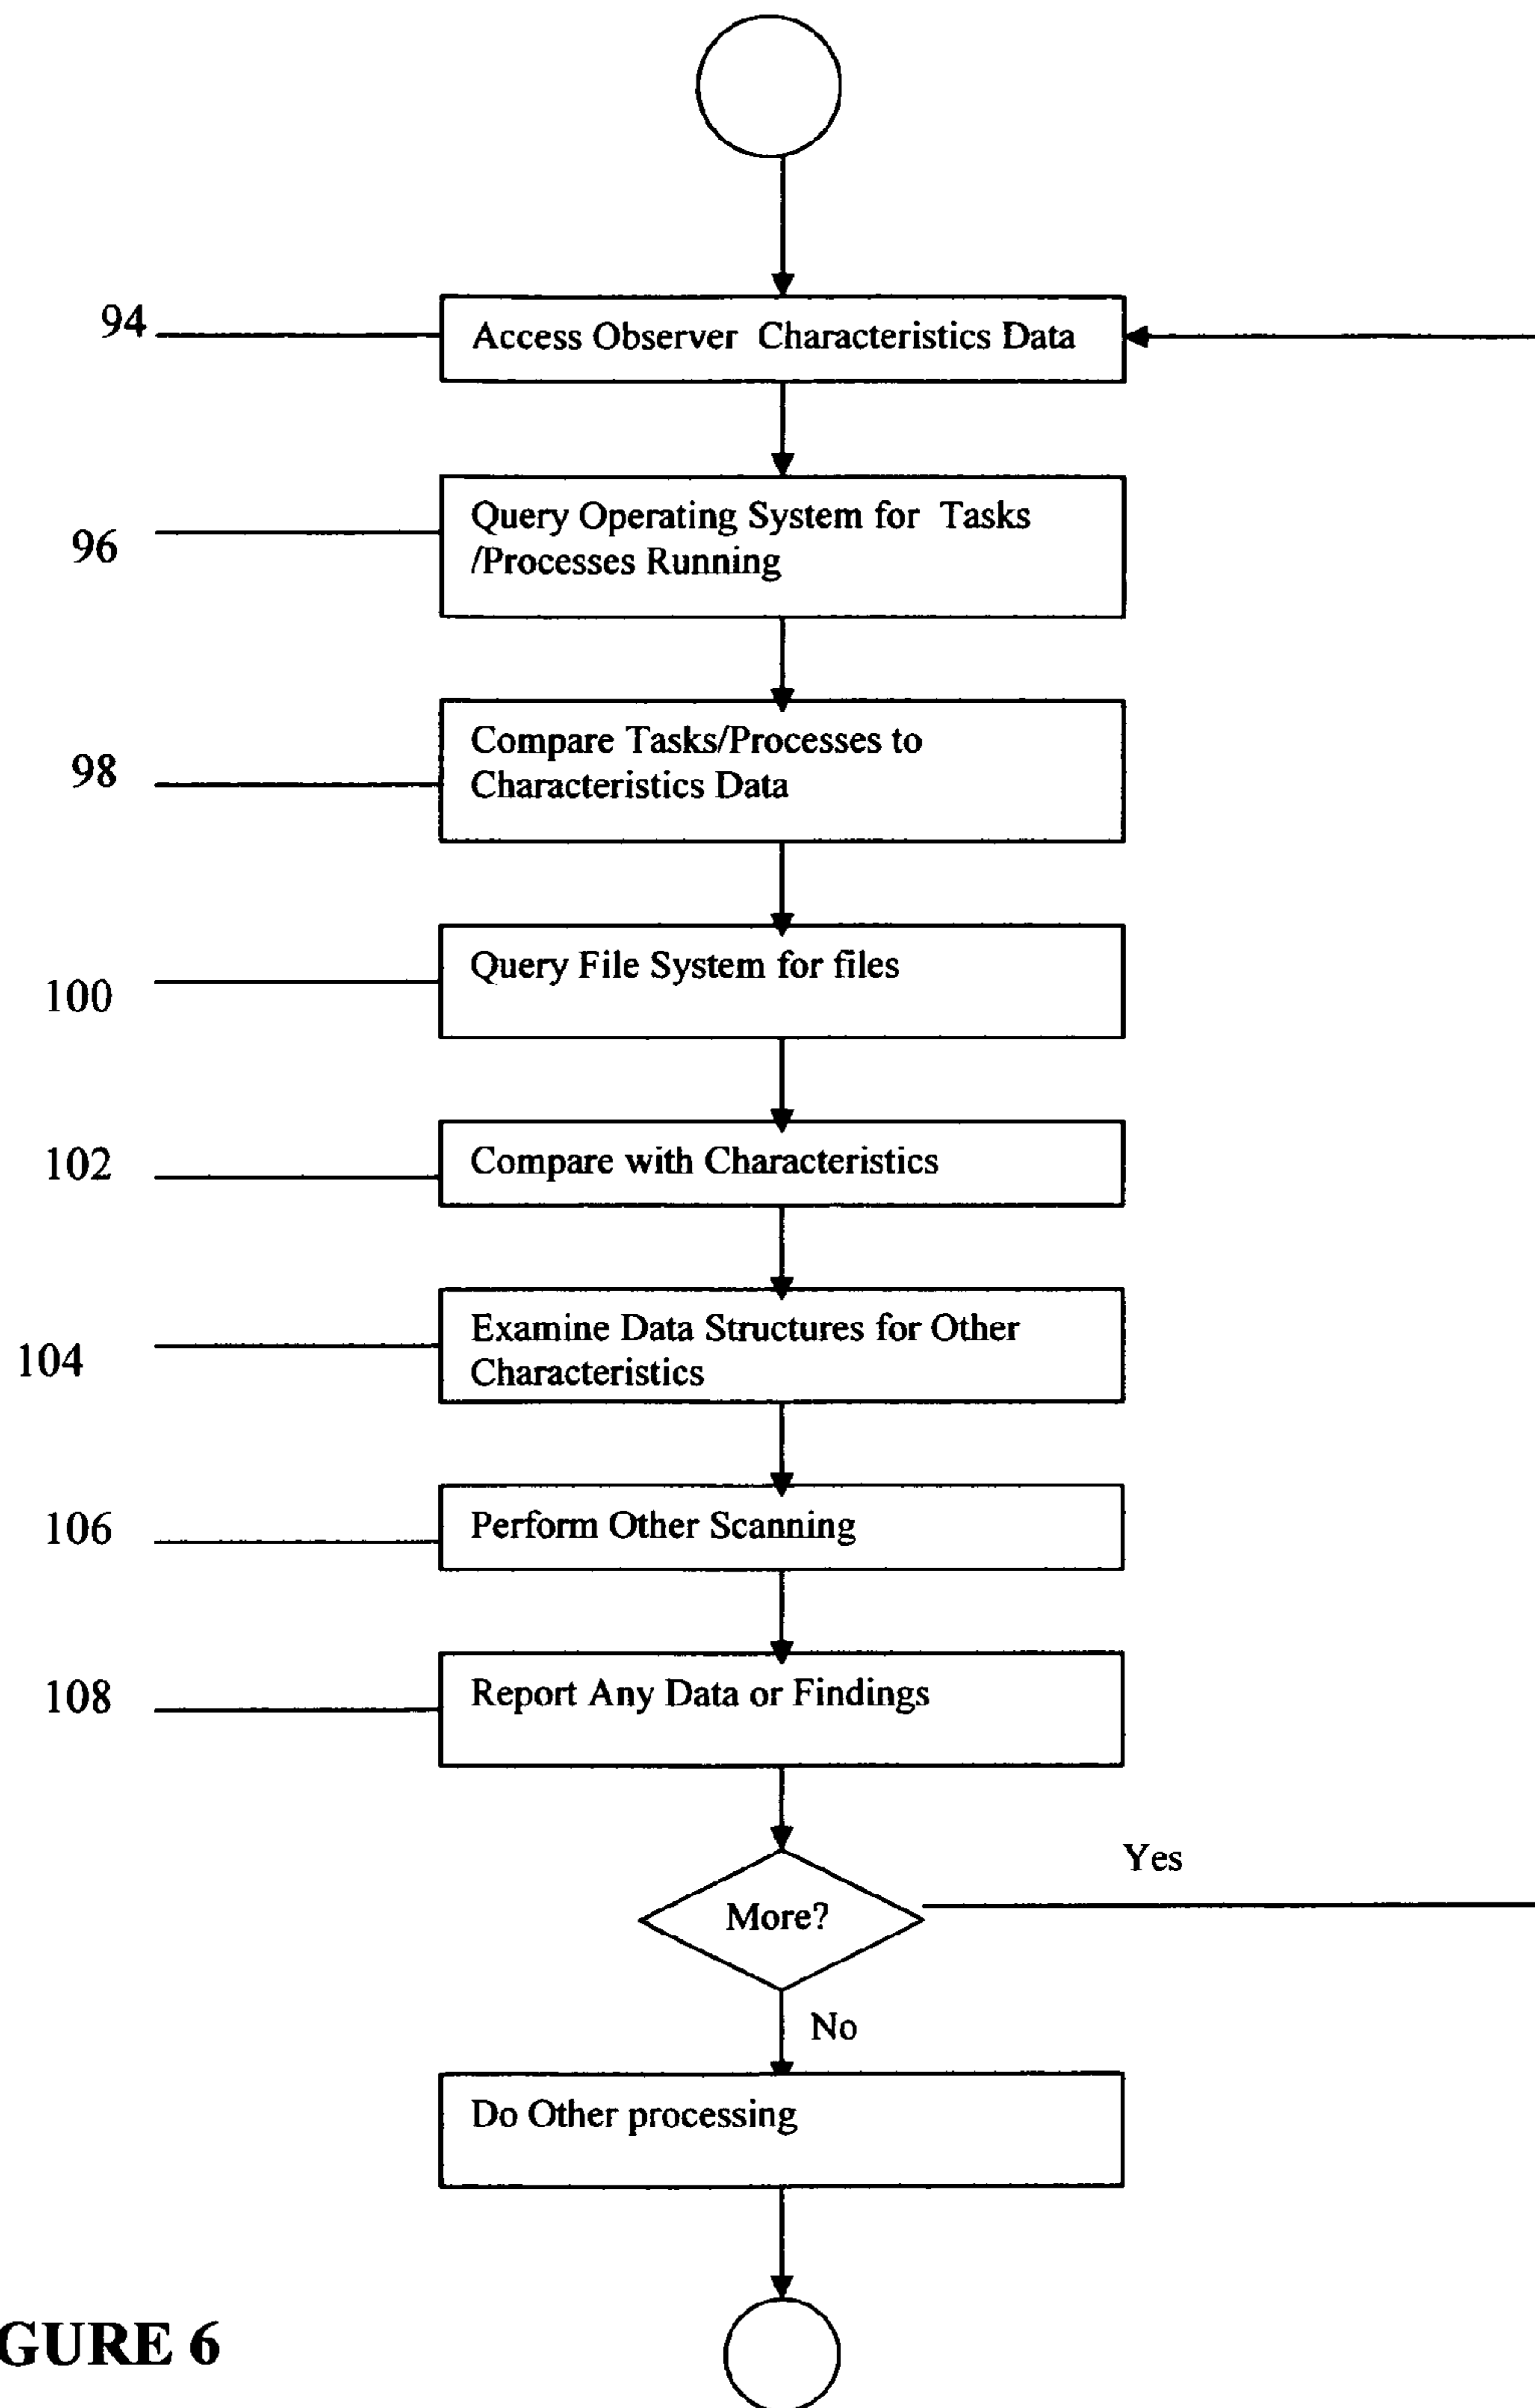 94
Access Observer Characteristics Data
96
Query Operating System for Tasks
/Processes Running
98
Compare Tasks/Processes to
Characteristics Data
100
Query File System for files
102
Compare with Characteristics
104
Examine Data Structures for Other
Characteristics
106
Perform Other Scanning
108
Report Any Data or Findings
More?
Yes
No
Do Other processing
GURE 6